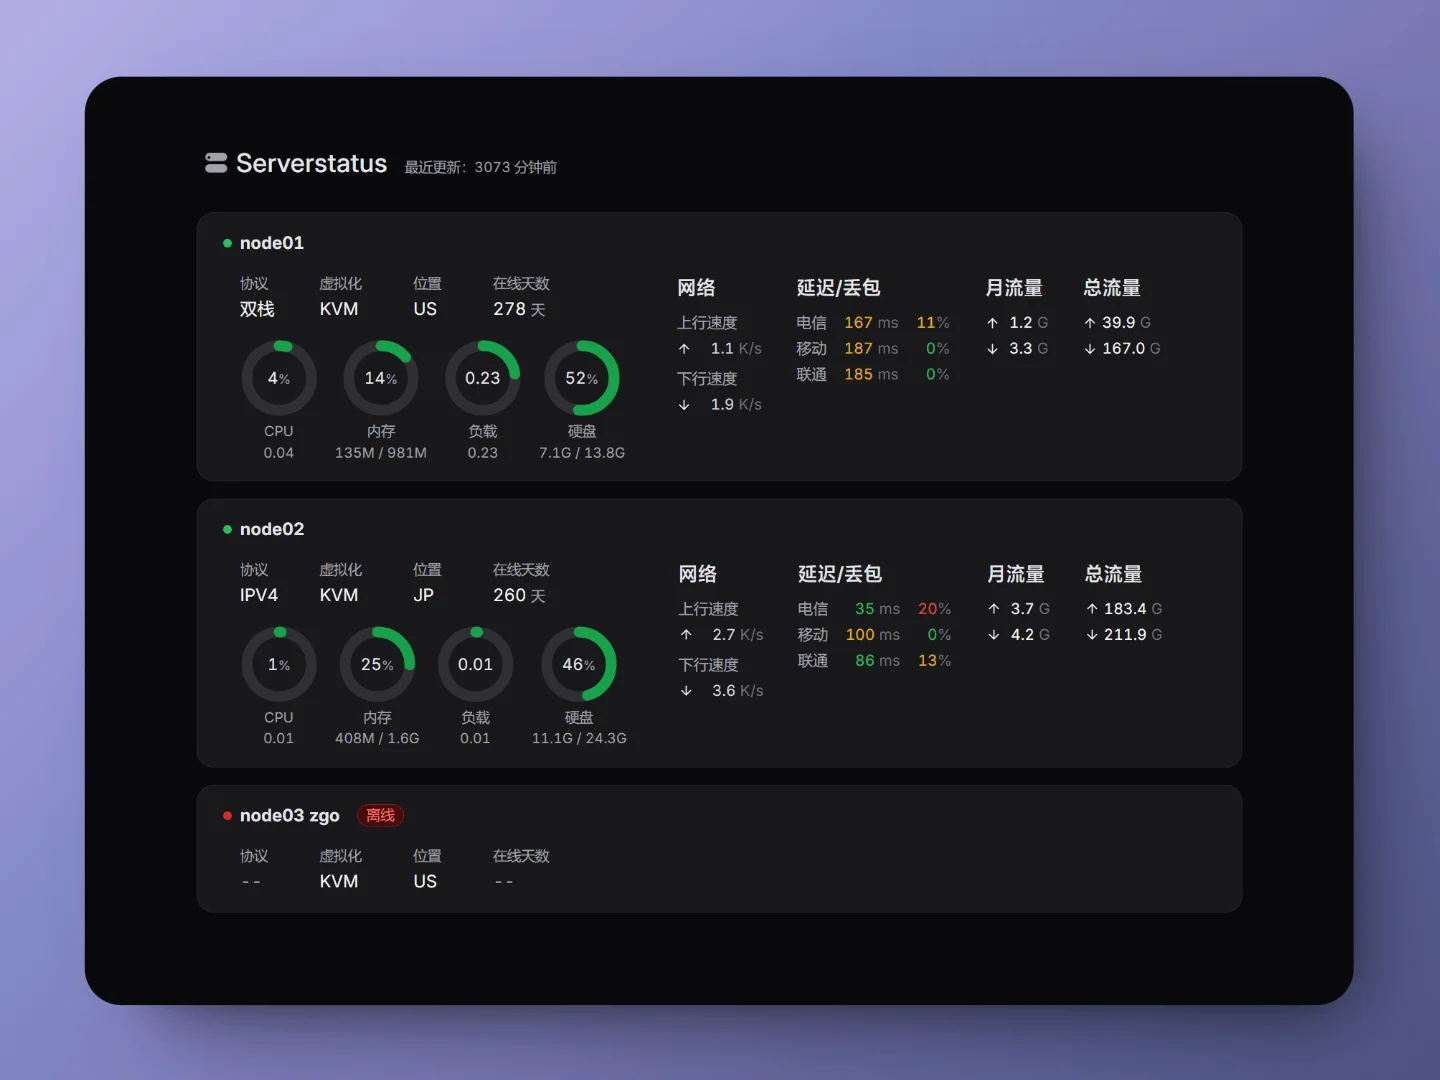 Serverstatus 最近更新：3073 分钟前
node01
协议 虚拟化 位置 在线天数
双栈 KVM US 278 天
4% 14% 0.23 52%
CPU 内存 负载 硬盘
0.04 135M / 981M 0.23 7.1G / 13.8G
网络
上行速度
↑ 1.1 K/s
下行速度
↓ 1.9 K/s
延迟/丢包
电信 167 ms 11%
移动 187 ms 0%
联通 185 ms 0%
月流量
↑ 1.2 G
↓ 3.3 G
总流量
↑ 39.9 G
↓ 167.0 G
node02
协议 虚拟化 位置 在线天数
IPV4 KVM JP 260 天
1% 25% 0.01 46%
CPU 内存 负载 硬盘
0.01 408M / 1.6G 0.01 11.1G / 24.3G
网络
上行速度
↑ 2.7 K/s
下行速度
↓ 3.6 K/s
延迟/丢包
电信 35 ms 20%
移动 100 ms 0%
联通 86 ms 13%
月流量
↑ 3.7 G
↓ 4.2 G
总流量
↑ 183.4 G
↓ 211.9 G
node03 zgo 离线
协议 虚拟化 位置 在线天数
-- KVM US --